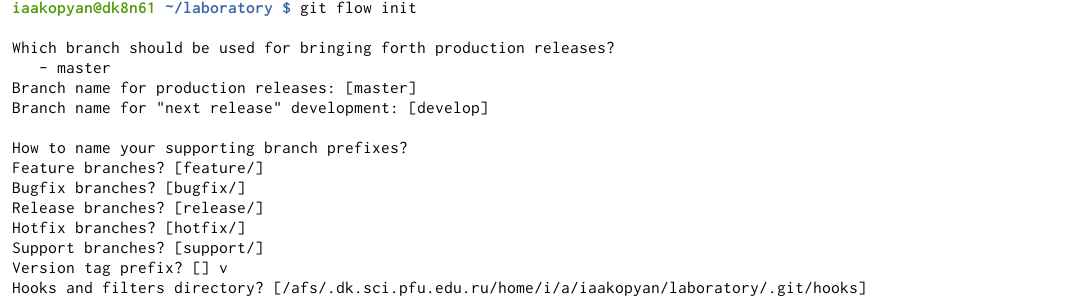 iaakopyan@dk8n61 ~/laboratory $ git flow init
Which branch should be used for bringing forth production releases?
- master
Branch name for production releases: [master]
Branch name for "next release" development: [develop]
How to name your supporting branch prefixes?
Feature branches? [feature/]
Bugfix branches? [bugfix/]
Release branches? [release/]
Hotfix branches? [hotfix/]
Support branches? [support/]
Version tag prefix? [] v
Hooks and filters directory? [/afs/.dk.sci.pfu.edu.ru/home/i/a/iaakopyan/laboratory/.git/hooks]